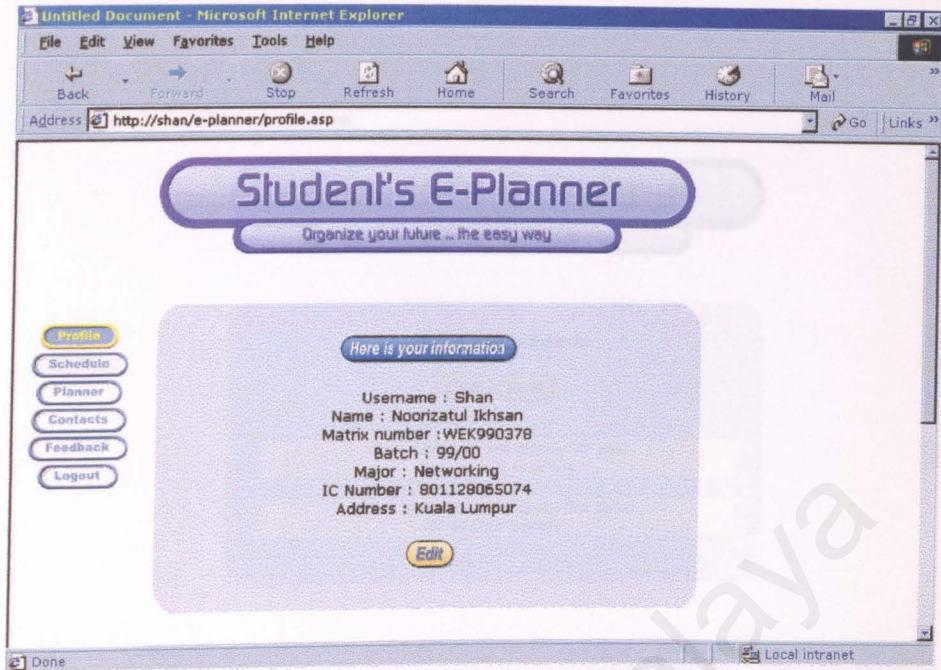 Untitled Document - Microsoft Internet Explorer
File Edit View Favorites Tools Help
Back Forward Stop Refresh Home Search Favorites History Mail »
Address http://shan/e-planner/profile.asp Go Links »
Student's E-Planner
Organize your future ... the easy way
Profile
Schedule
Planner
Contacts
Feedback
Logout
Here is your information
Username : Shan
Name : Noorizatul Ikhsan
Matrix number :WEK990378
Batch : 99/00
Major : Networking
IC Number : 801128065074
Address : Kuala Lumpur
Edit
Done Local intranet